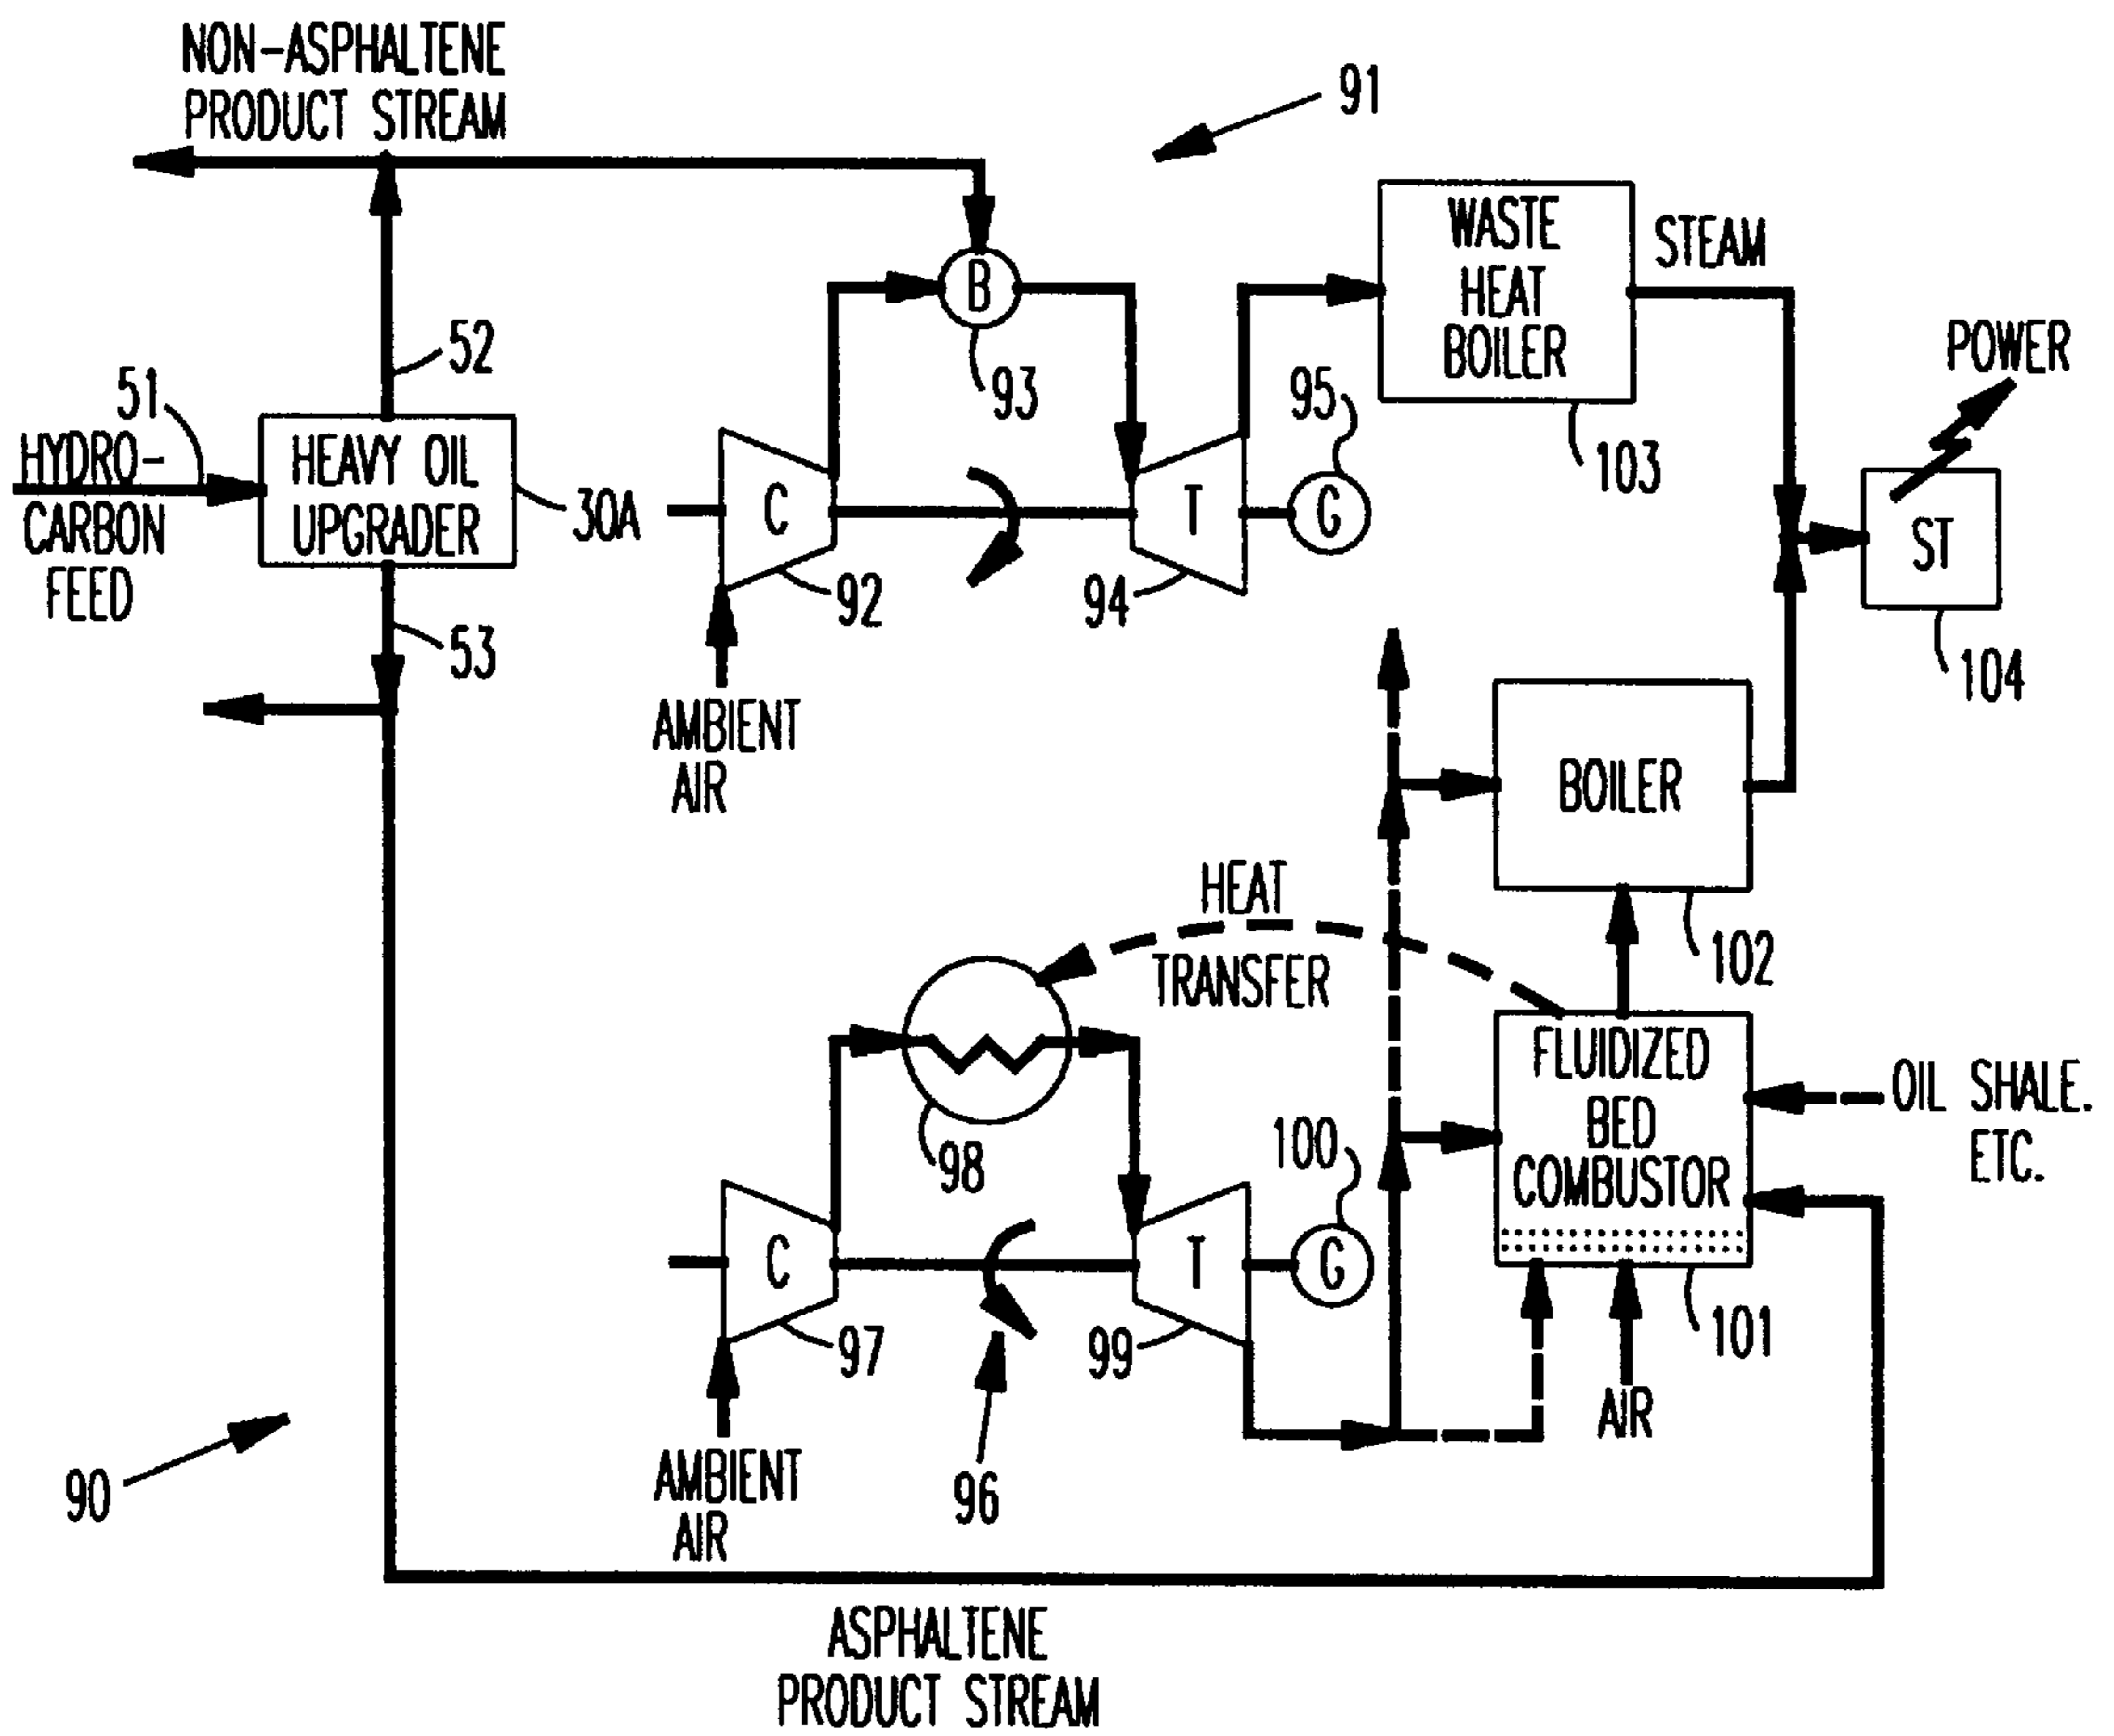 NON-ASPHALTENE
PRODUCT STREAM
91
WASTE
HEAT
BOILER
STEAM
B
POWER
52
51
93
95
HYDRO-
CARBON
FEED
HEAVY OIL
UPGRADER
30A
C
T
G
103
ST
92
94
53
104
AMBIENT
AIR
BOILER
HEAT
TRANSFER
102
FLUIDIZED
BED
COMBUSTOR
OIL SHALE.
ETC.
98
100
C
T
G
97
99
101
AIR
96
90
AMBIENT
AIR
ASPHALTENE
PRODUCT STREAM